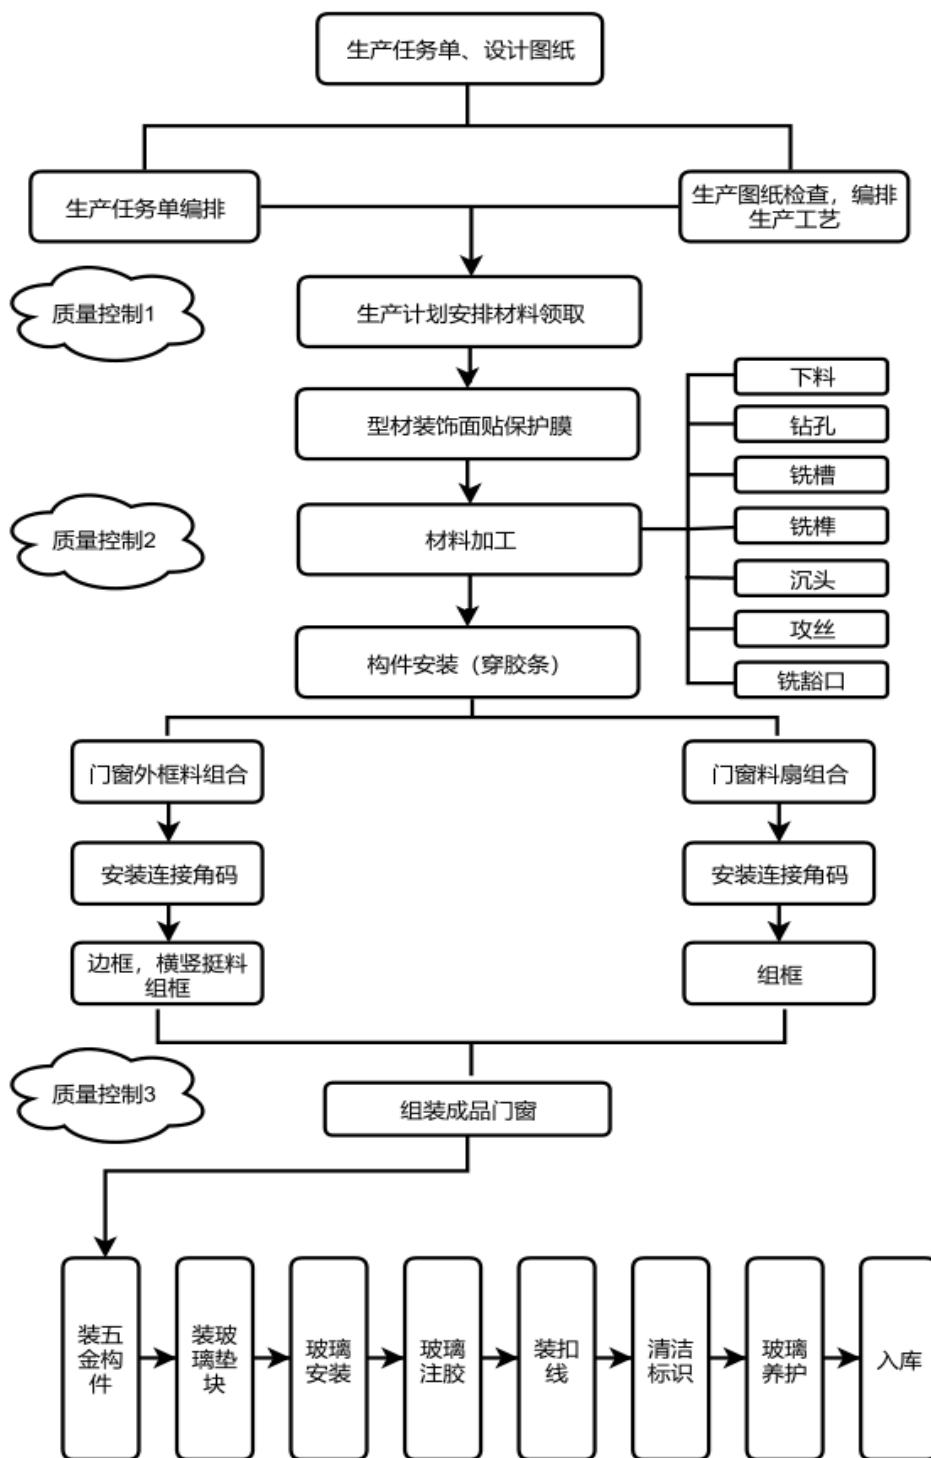 生产任务单、设计图纸
生产任务单编排
生产图纸检查，编排
生产工艺
质量控制1
生产计划安排材料领取
型材装饰面贴保护膜
下料
钻孔
铣槽
质量控制2
材料加工
铣榫
沉头
攻丝
铣豁口
构件安装（穿胶条）
门窗外框料组合
门窗料扇组合
安装连接角码
安装连接角码
边框，横竖挺料
组框
组框
质量控制3
组装成品门窗
装五
金构
件
装玻
璃垫
块
玻璃
安装
玻璃
注胶
装扣
线
清洁
标识
玻璃
养护
入库